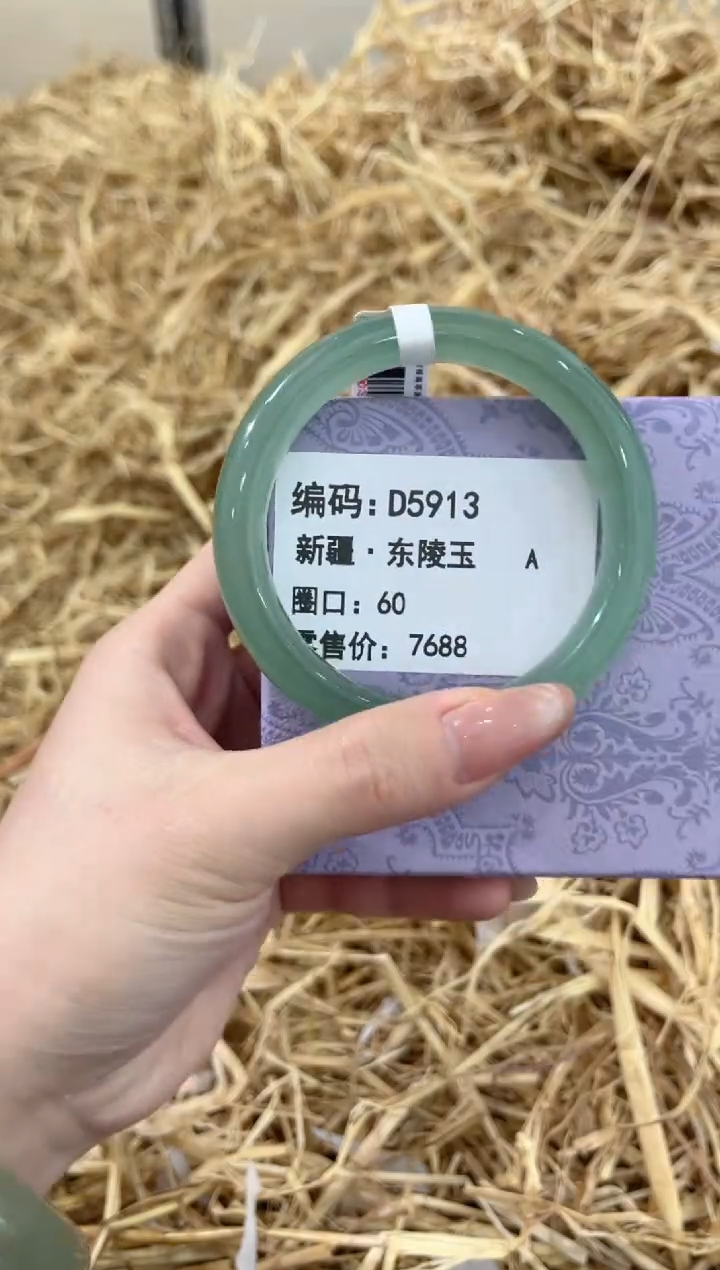 编码: D5913
新疆·东陵玉 A
圈口: 60
零售价: 7688